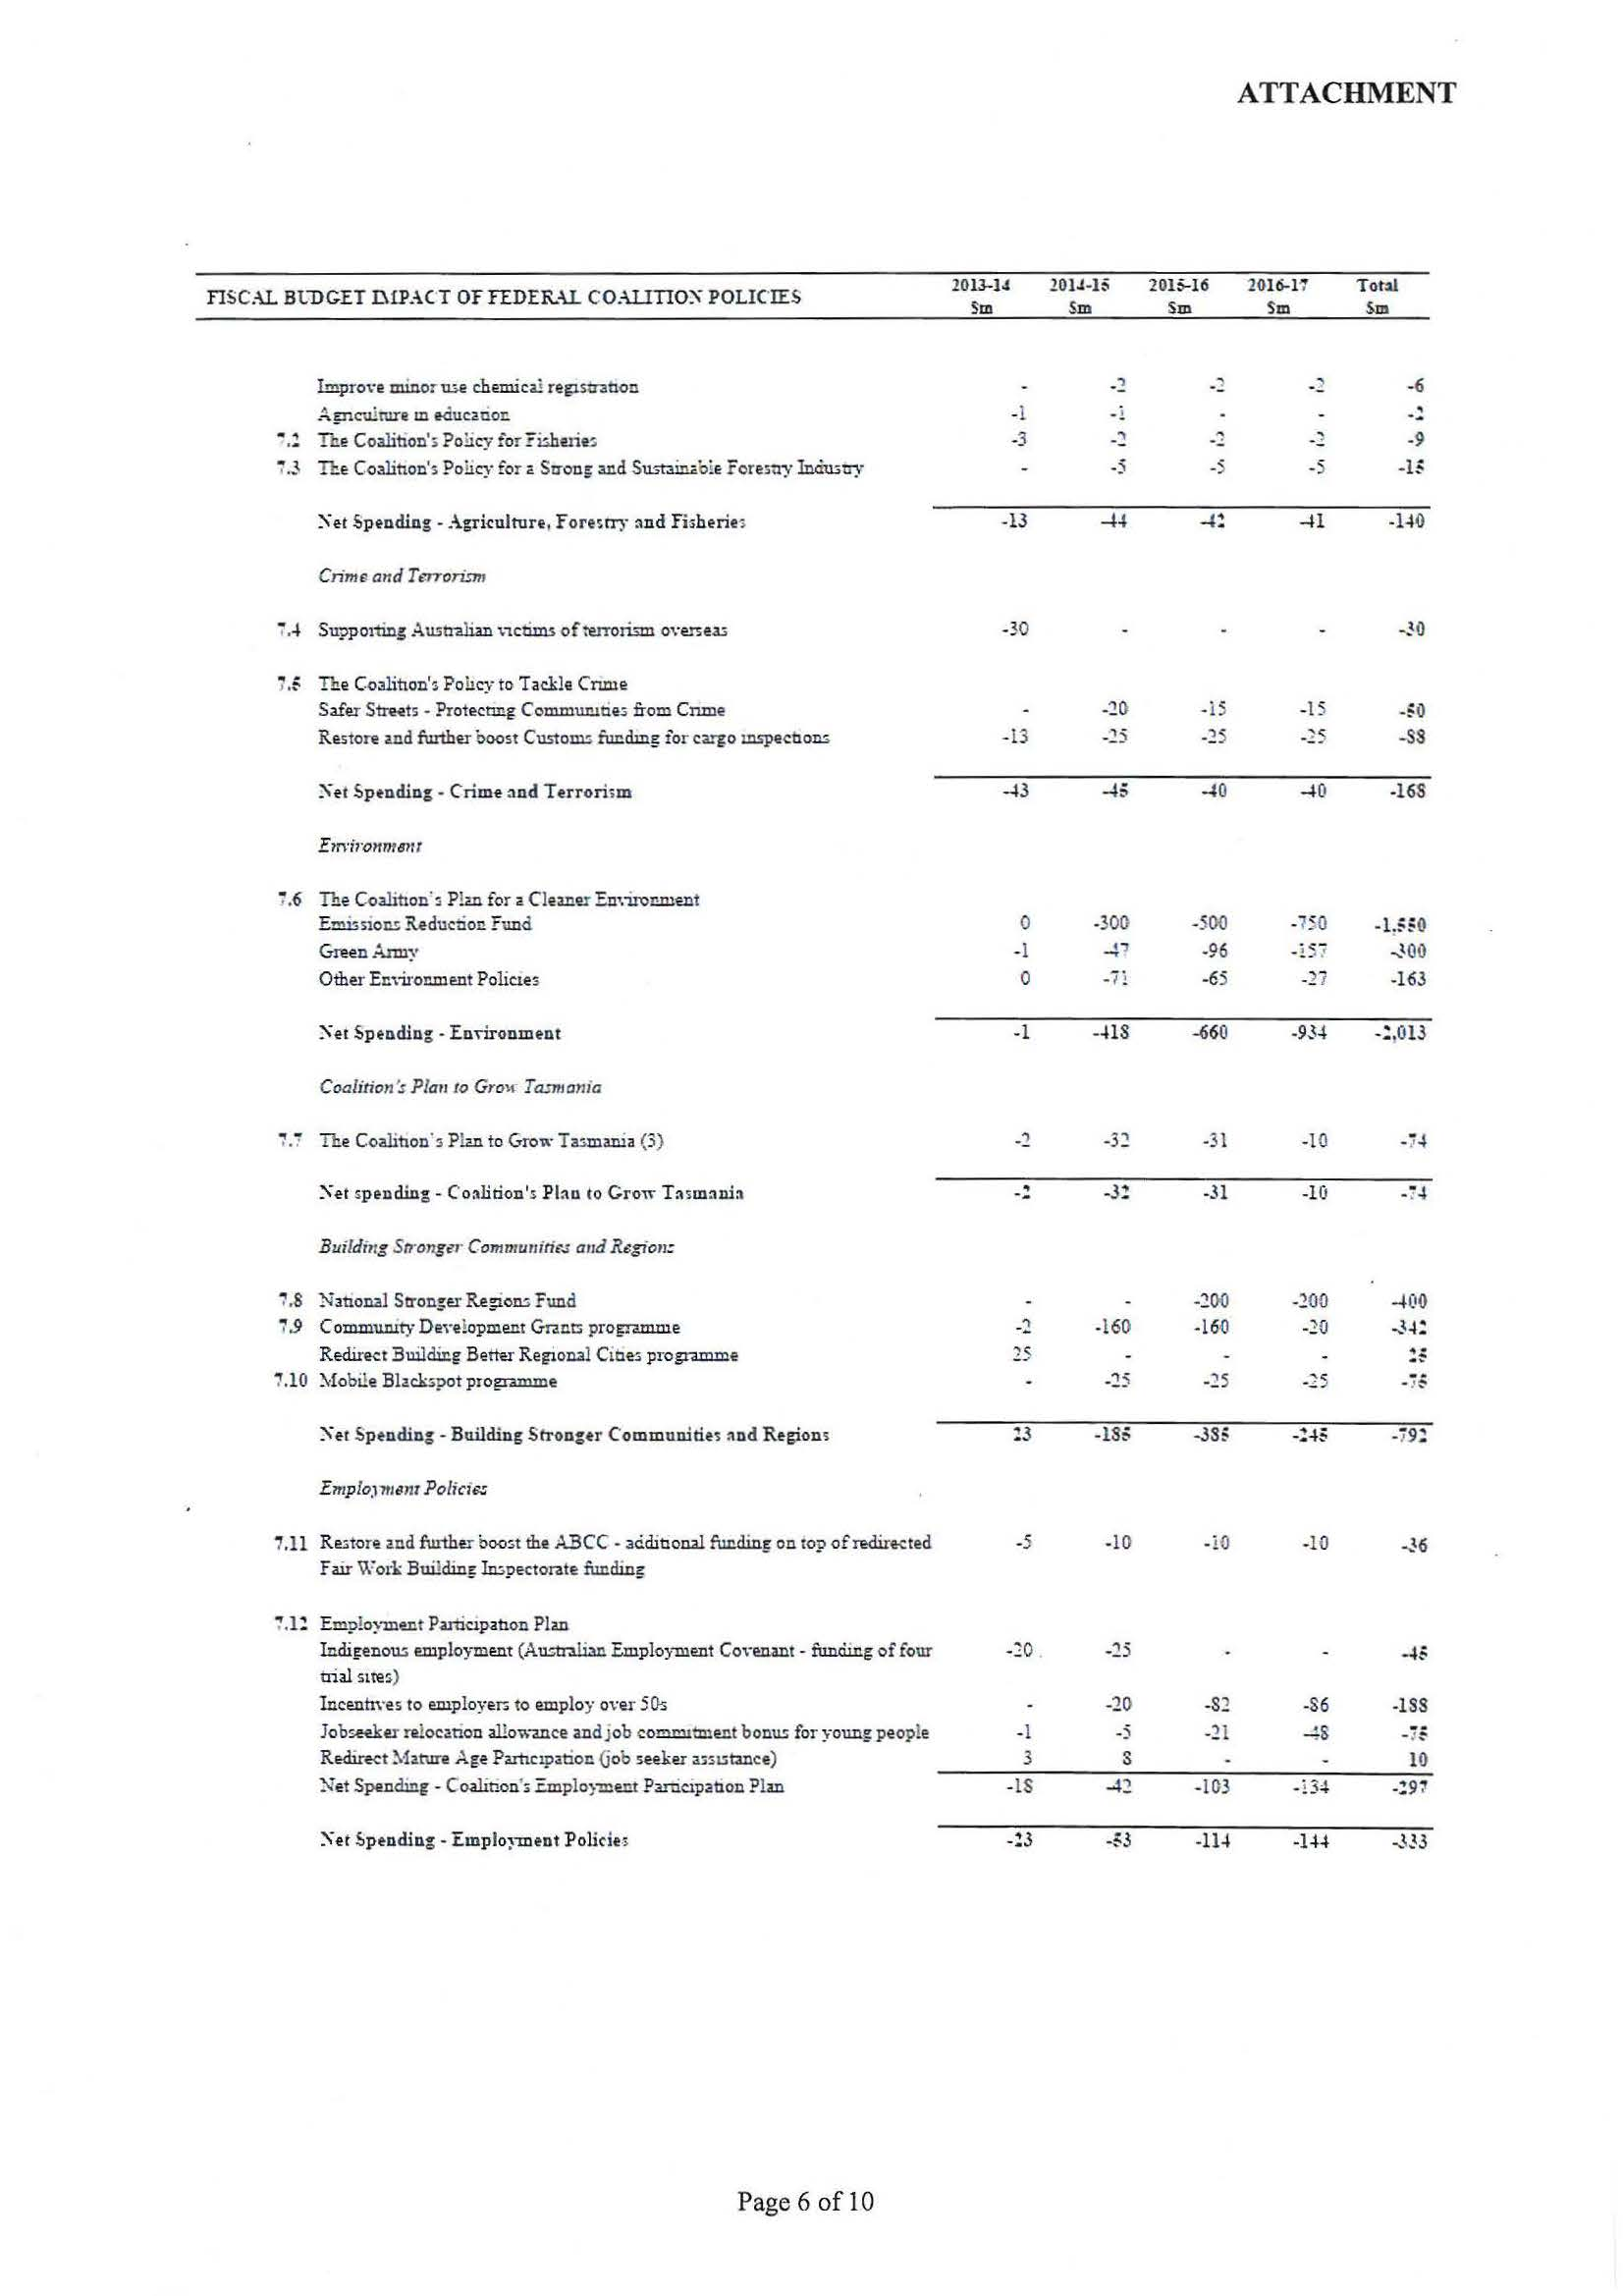 ATTACHMENT
FISCAL BUDGET IMPACT OF FEDERAL COALITION POLICIES 2013-14 2014-15 2015-16 2016-17 Total
$m $m $m $m $m
Improve minor use chemical registration - -2 -2 -2 -6
Agriculture in education -1 -1 - - -2
7.2 The Coalition's Policy for Fisheries -3 -2 -2 -2 -9
7.3 The Coalition's Policy for a Strong and Sustainable Forestry Industry - -5 -5 -5 -15
Net Spending - Agriculture, Forestry and Fisheries -13 -44 -42 -41 -140
Crime and Terrorism
7.4 Supporting Australian victims of terrorism overseas -30 - - - -30
7.5 The Coalition's Policy to Tackle Crime
Safer Streets - Protecting Communities from Crime - -20 -15 -15 -50
Restore and further boost Customs funding for cargo inspections -13 -25 -25 -25 -88
Net Spending - Crime and Terrorism -43 -45 -40 -40 -168
Environment
7.6 The Coalition's Plan for a Cleaner Environment
Emissions Reduction Fund 0 -300 -500 -750 -1,550
Green Army -1 -47 -96 -157 -300
Other Environment Policies 0 -71 -65 -27 -163
Net Spending - Environment -1 -418 -660 -934 -2,013
Coalition's Plan to Grow Tasmania
7.7 The Coalition's Plan to Grow Tasmania (3) -2 -32 -31 -10 -74
Net spending - Coalition's Plan to Grow Tasmania -2 -32 -31 -10 -74
Building Stronger Communities and Regions
7.8 National Stronger Regions Fund - - -200 -200 -400
7.9 Community Development Grants programme -2 -160 -160 -20 -342
Redirect Building Better Regional Cities programme 25 - - - 25
7.10 Mobile Blackspot programme - -25 -25 -25 -75
Net Spending - Building Stronger Communities and Regions 23 -185 -385 -245 -792
Employment Policies
7.11 Restore and further boost the ABCC - additional funding on top of redirected -5 -10 -10 -10 -36
Fair Work Building Inspectorate funding
7.12 Employment Participation Plan
Indigenous employment (Australian Employment Covenant - funding of four -20 -25 - - -45
trial sites)
Incentives to employers to employ over 50s - -20 -82 -86 -188
Jobseeker relocation allowance and job commitment bonus for young people -1 -5 -21 -48 -75
Redirect Mature Age Participation (job seeker assistance) 3 8 - - 10
Net Spending - Coalition's Employment Participation Plan -18 -42 -103 -134 -297
Net Spending - Employment Policies -23 -53 -114 -144 -333
Page 6 of 10